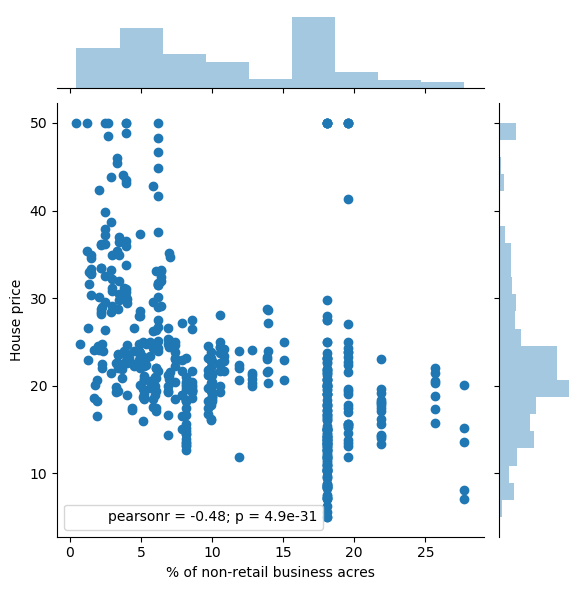 50
40
30
20
10
House price
pearsonr = -0.48; p = 4.9e-31
0 5 10 15 20 25
% of non-retail business acres